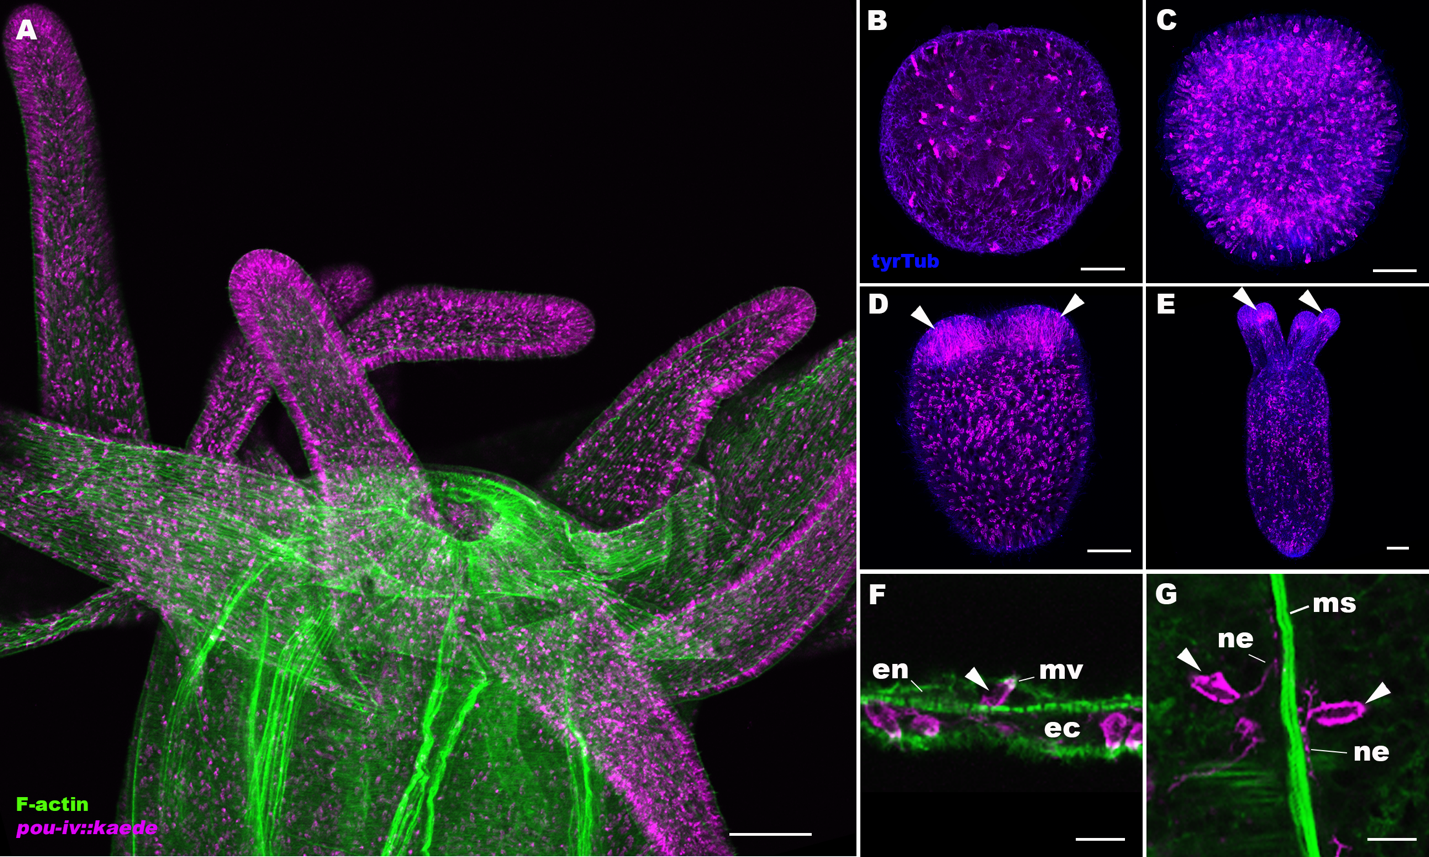 A
F-actin
pou-iv::kaede
B
tyrTub
C
D
E
F
en
mv
ec
G
ms
ne
ne